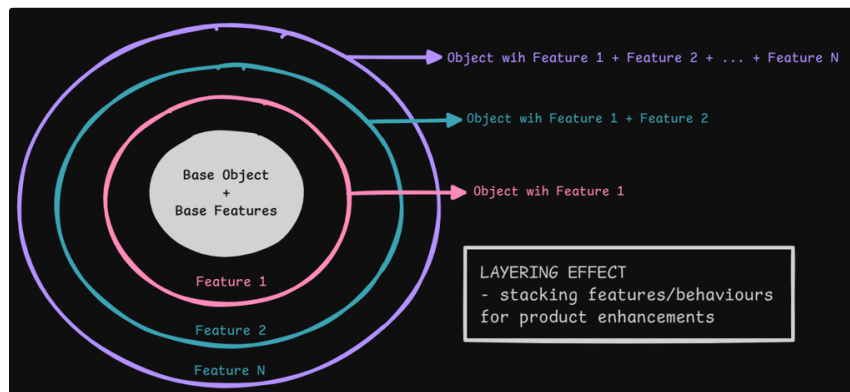 Object wih Feature 1 + Feature 2 + ... + Feature N
Object wih Feature 1 + Feature 2
Object wih Feature 1
Base Object
+
Base Features
Feature 1
Feature 2
Feature N
LAYERING EFFECT
- stacking features/behaviours
for product enhancements